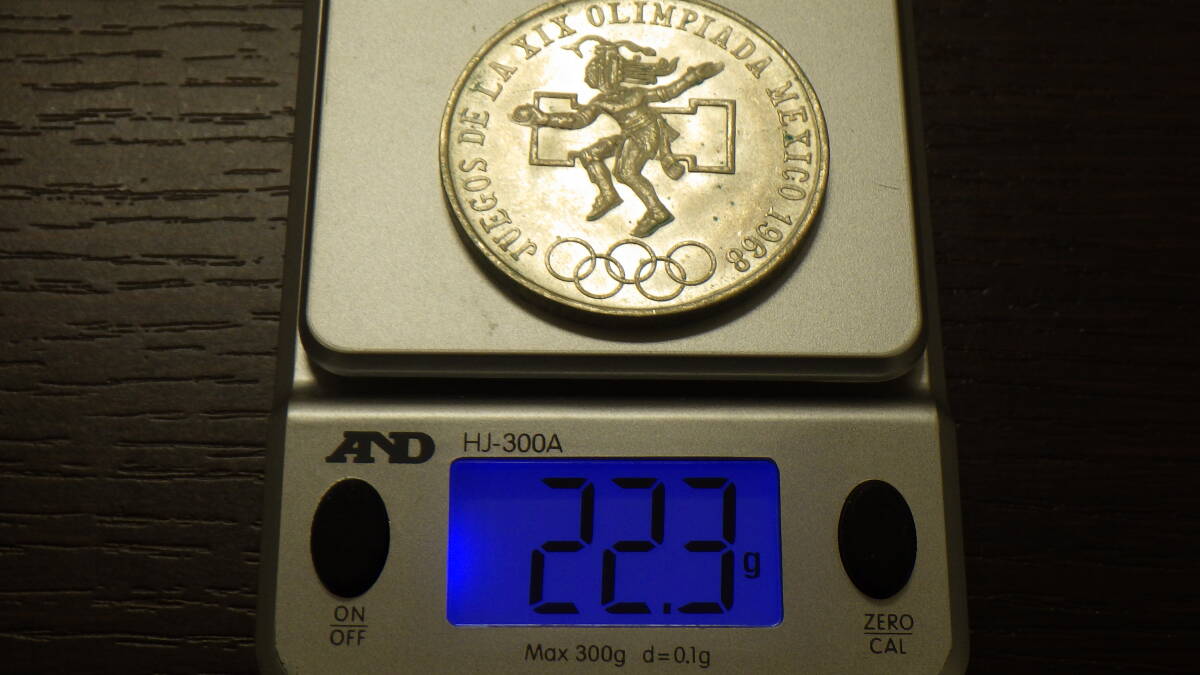 JUEGOS DE LA XIX OLIMPIADA MEXICO 1968
AND HJ-300A
22.3 g
ON
OFF
ZERO
CAL
Max 300g d=0.1g